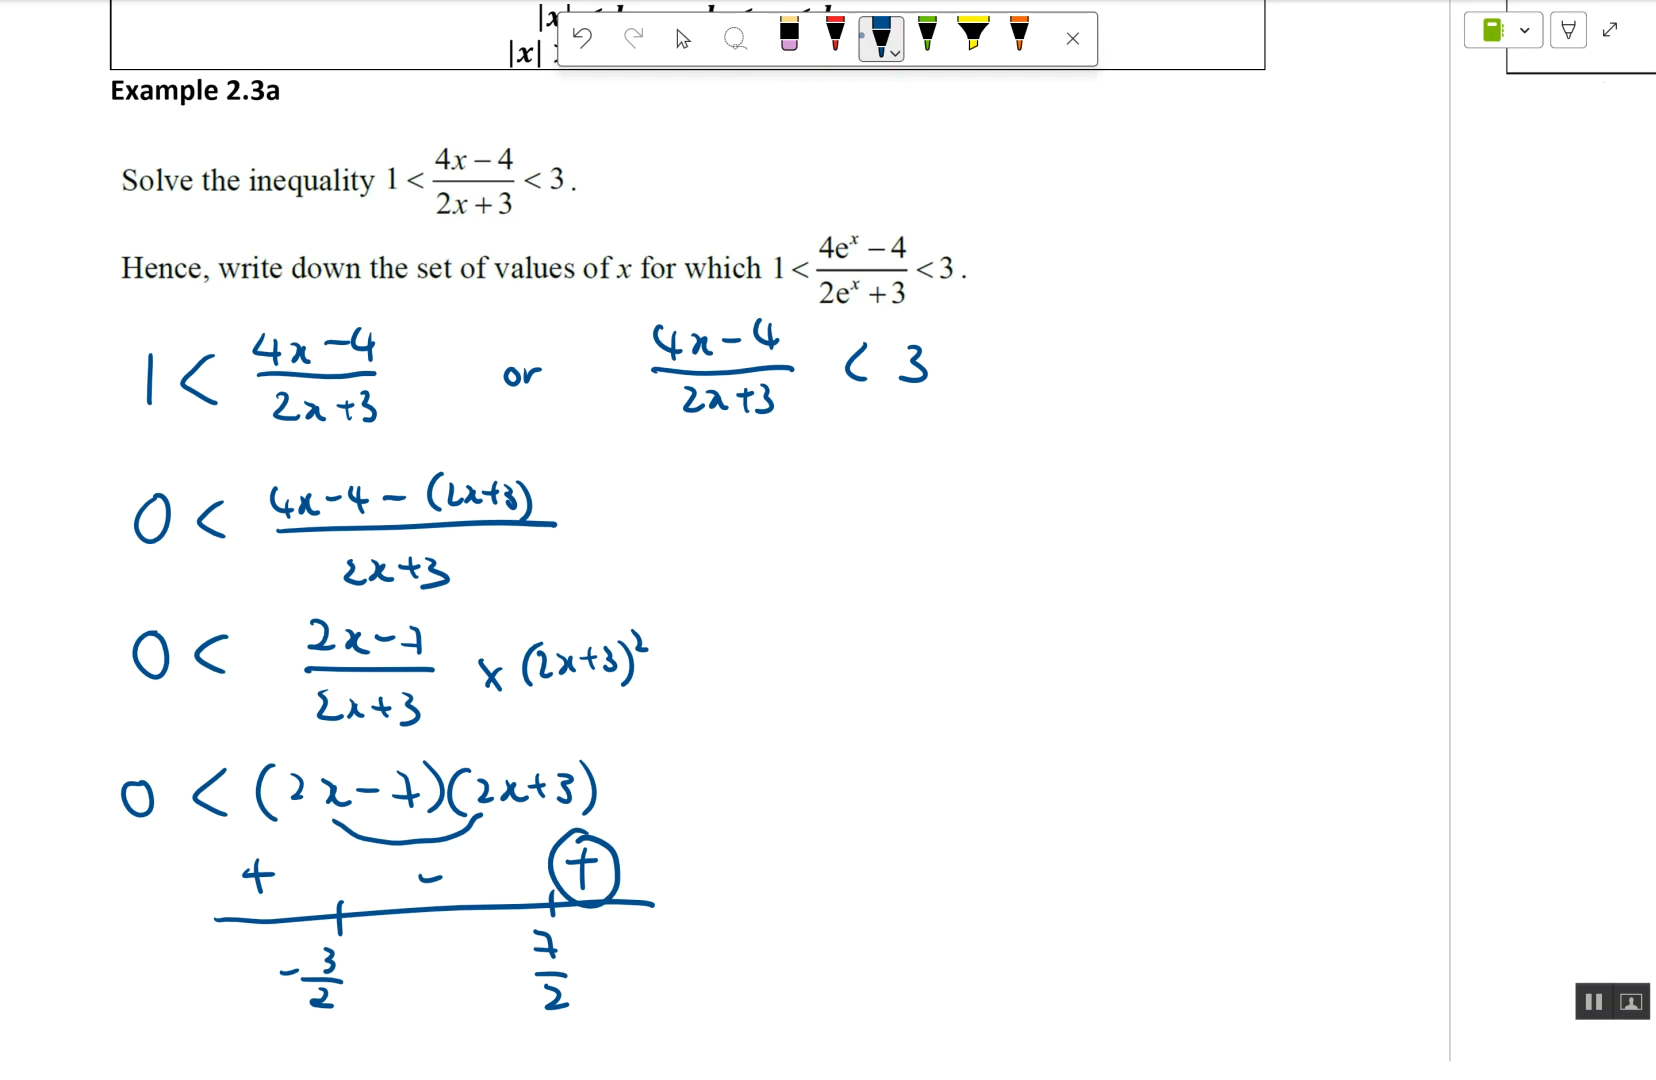 |x|
Example 2.3a
Solve the inequality 1 < (4x − 4)/(2x + 3) < 3.
Hence, write down the set of values of x for which 1 < (4eˣ − 4)/(2eˣ + 3) < 3.
1 < (4x − 4)/(2x + 3) or (4x − 4)/(2x + 3) < 3
0 < (4x − 4 − (2x + 3))/(2x + 3)
0 < (2x − 7)/(2x + 3) × (2x + 3)²
0 < (2x − 7)(2x + 3)
+ − +
−3/2 7/2